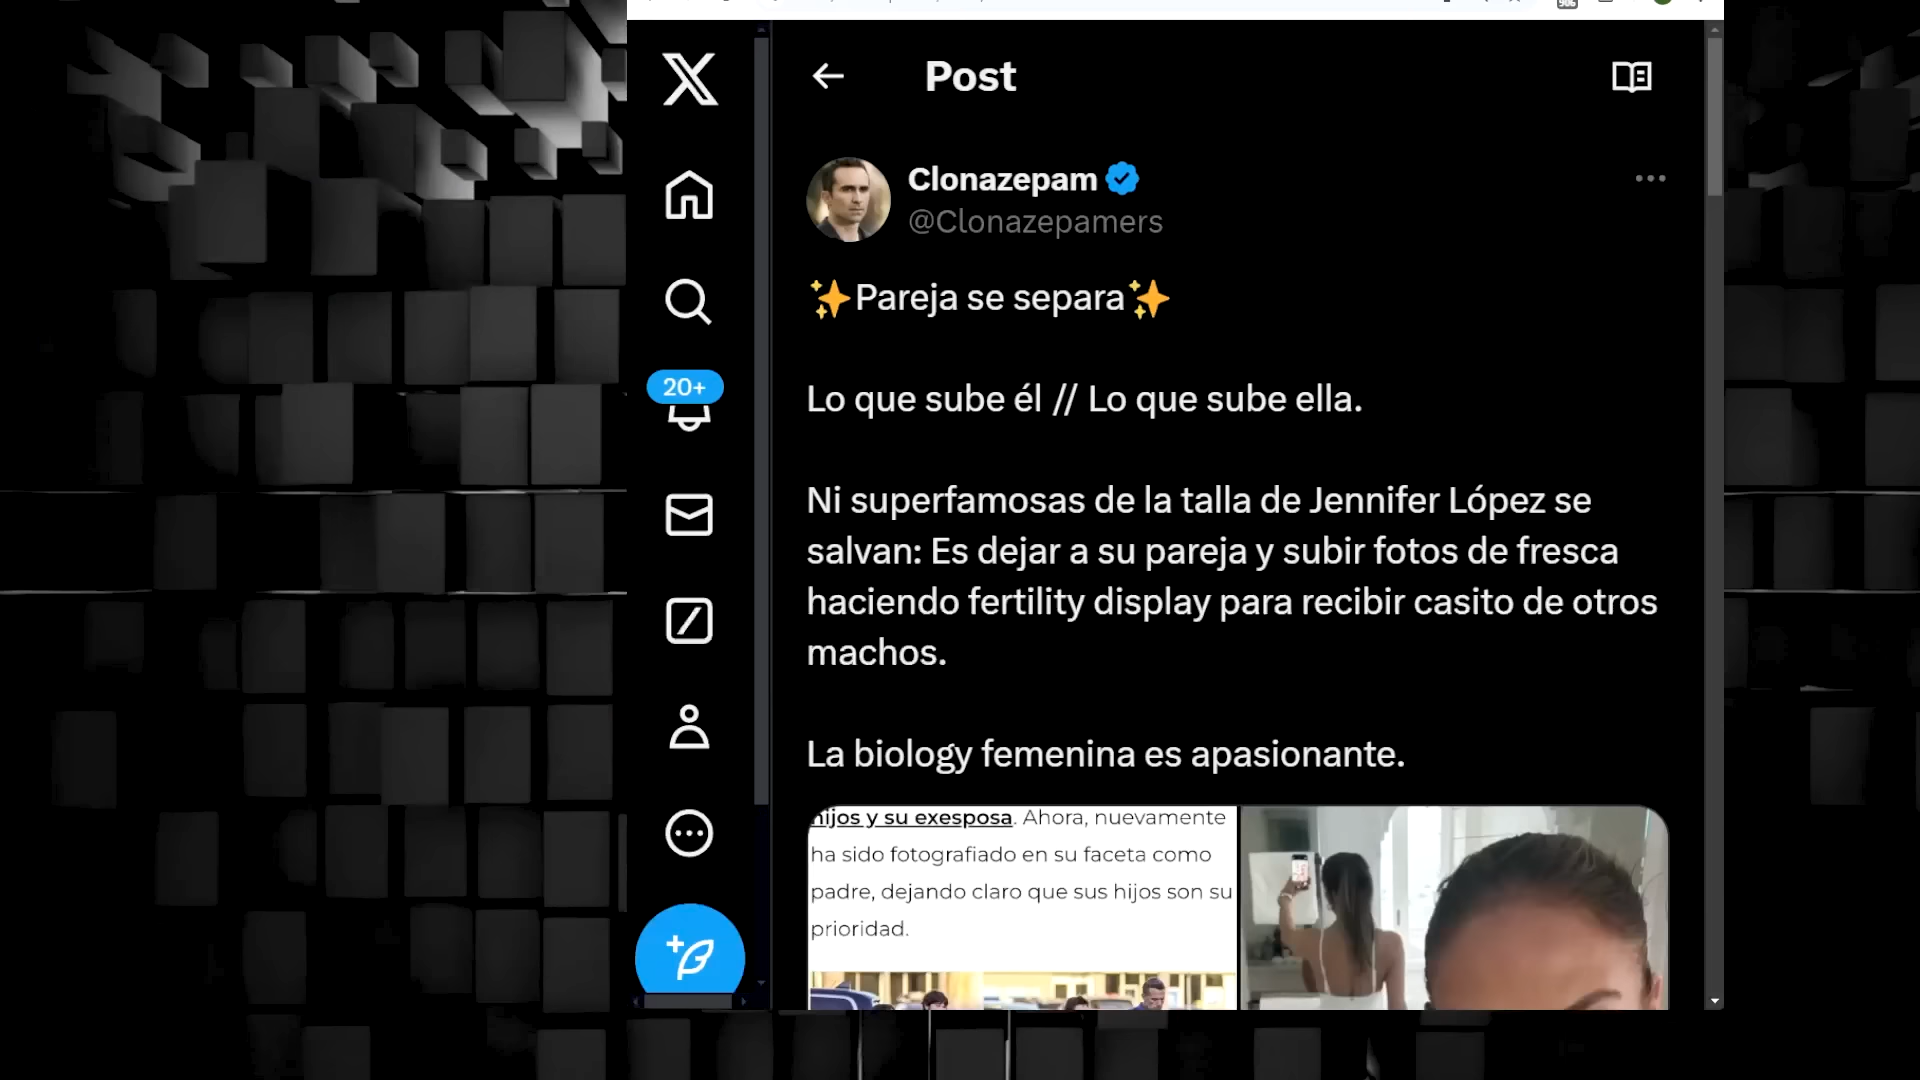 Post
Clonazepam
@Clonazepamers
✨Pareja se separa✨
Lo que sube él // Lo que sube ella.
20+
Ni superfamosas de la talla de Jennifer López se
salvan: Es dejar a su pareja y subir fotos de fresca
haciendo fertility display para recibir casito de otros
machos.
La biology femenina es apasionante.
hijos y su exesposa. Ahora, nuevamente
ha sido fotografiado en su faceta como
padre, dejando claro que sus hijos son su
prioridad.